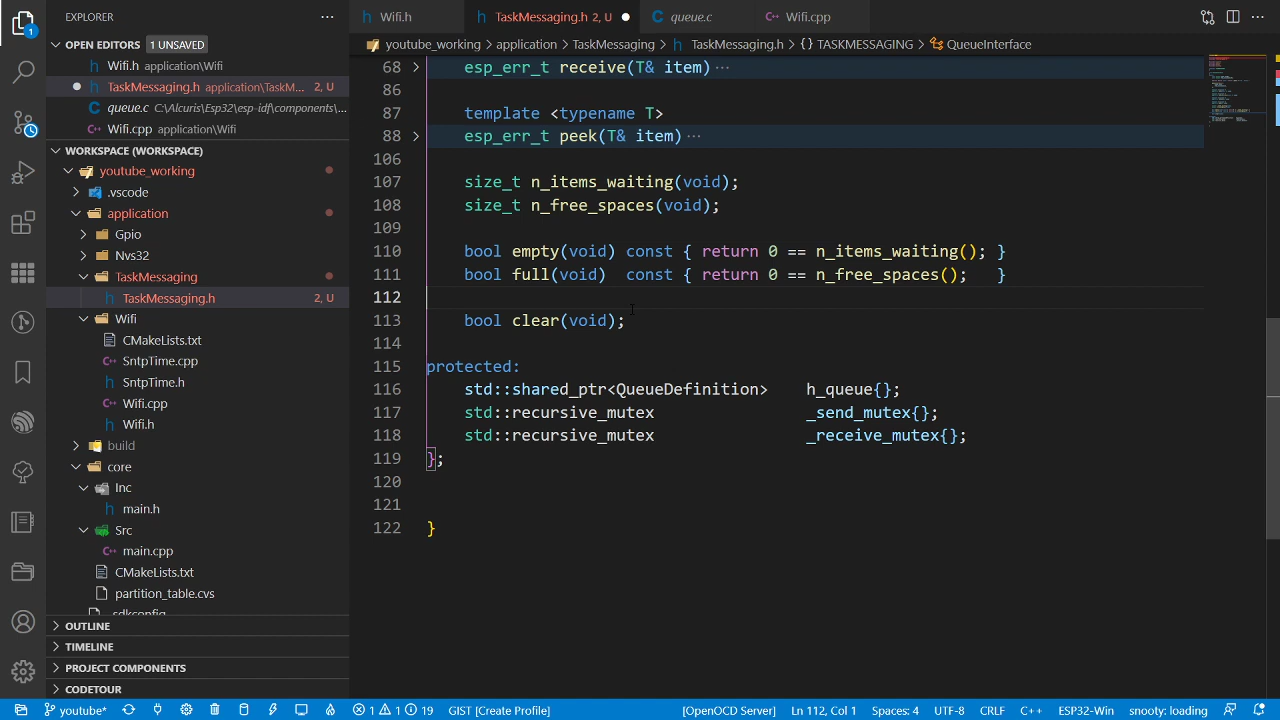 EXPLORER
OPEN EDITORS 1 UNSAVED
Wifi.h application\Wifi
TaskMessaging.h application\TaskM... 2, U
queue.c C:\Alcuris\Esp32\esp-idf\components\...
Wifi.cpp application\Wifi
WORKSPACE (WORKSPACE)
youtube_working
.vscode
application
Gpio
Nvs32
TaskMessaging
TaskMessaging.h 2, U
Wifi
CMakeLists.txt
SntpTime.cpp
SntpTime.h
Wifi.cpp
Wifi.h
build
core
Inc
main.h
Src
main.cpp
CMakeLists.txt
partition_table.cvs
sdkconfig
OUTLINE
TIMELINE
PROJECT COMPONENTS
CODETOUR
Wifi.h TaskMessaging.h 2, U queue.c Wifi.cpp
youtube_working > application > TaskMessaging > TaskMessaging.h > {} TASKMESSAGING > QueueInterface
68 esp_err_t receive(T& item) ...
86
87 template <typename T>
88 esp_err_t peek(T& item) ...
106
107 size_t n_items_waiting(void);
108 size_t n_free_spaces(void);
109
110 bool empty(void) const { return 0 == n_items_waiting(); }
111 bool full(void)  const { return 0 == n_free_spaces();   }
112
113 bool clear(void);
114
115 protected:
116 std::shared_ptr<QueueDefinition>    h_queue{};
117 std::recursive_mutex                _send_mutex{};
118 std::recursive_mutex                _receive_mutex{};
119 };
120
121
122 }
youtube* 1 1 19 GIST [Create Profile] [OpenOCD Server] Ln 112, Col 1 Spaces: 4 UTF-8 CRLF C++ ESP32-Win snooty: loading